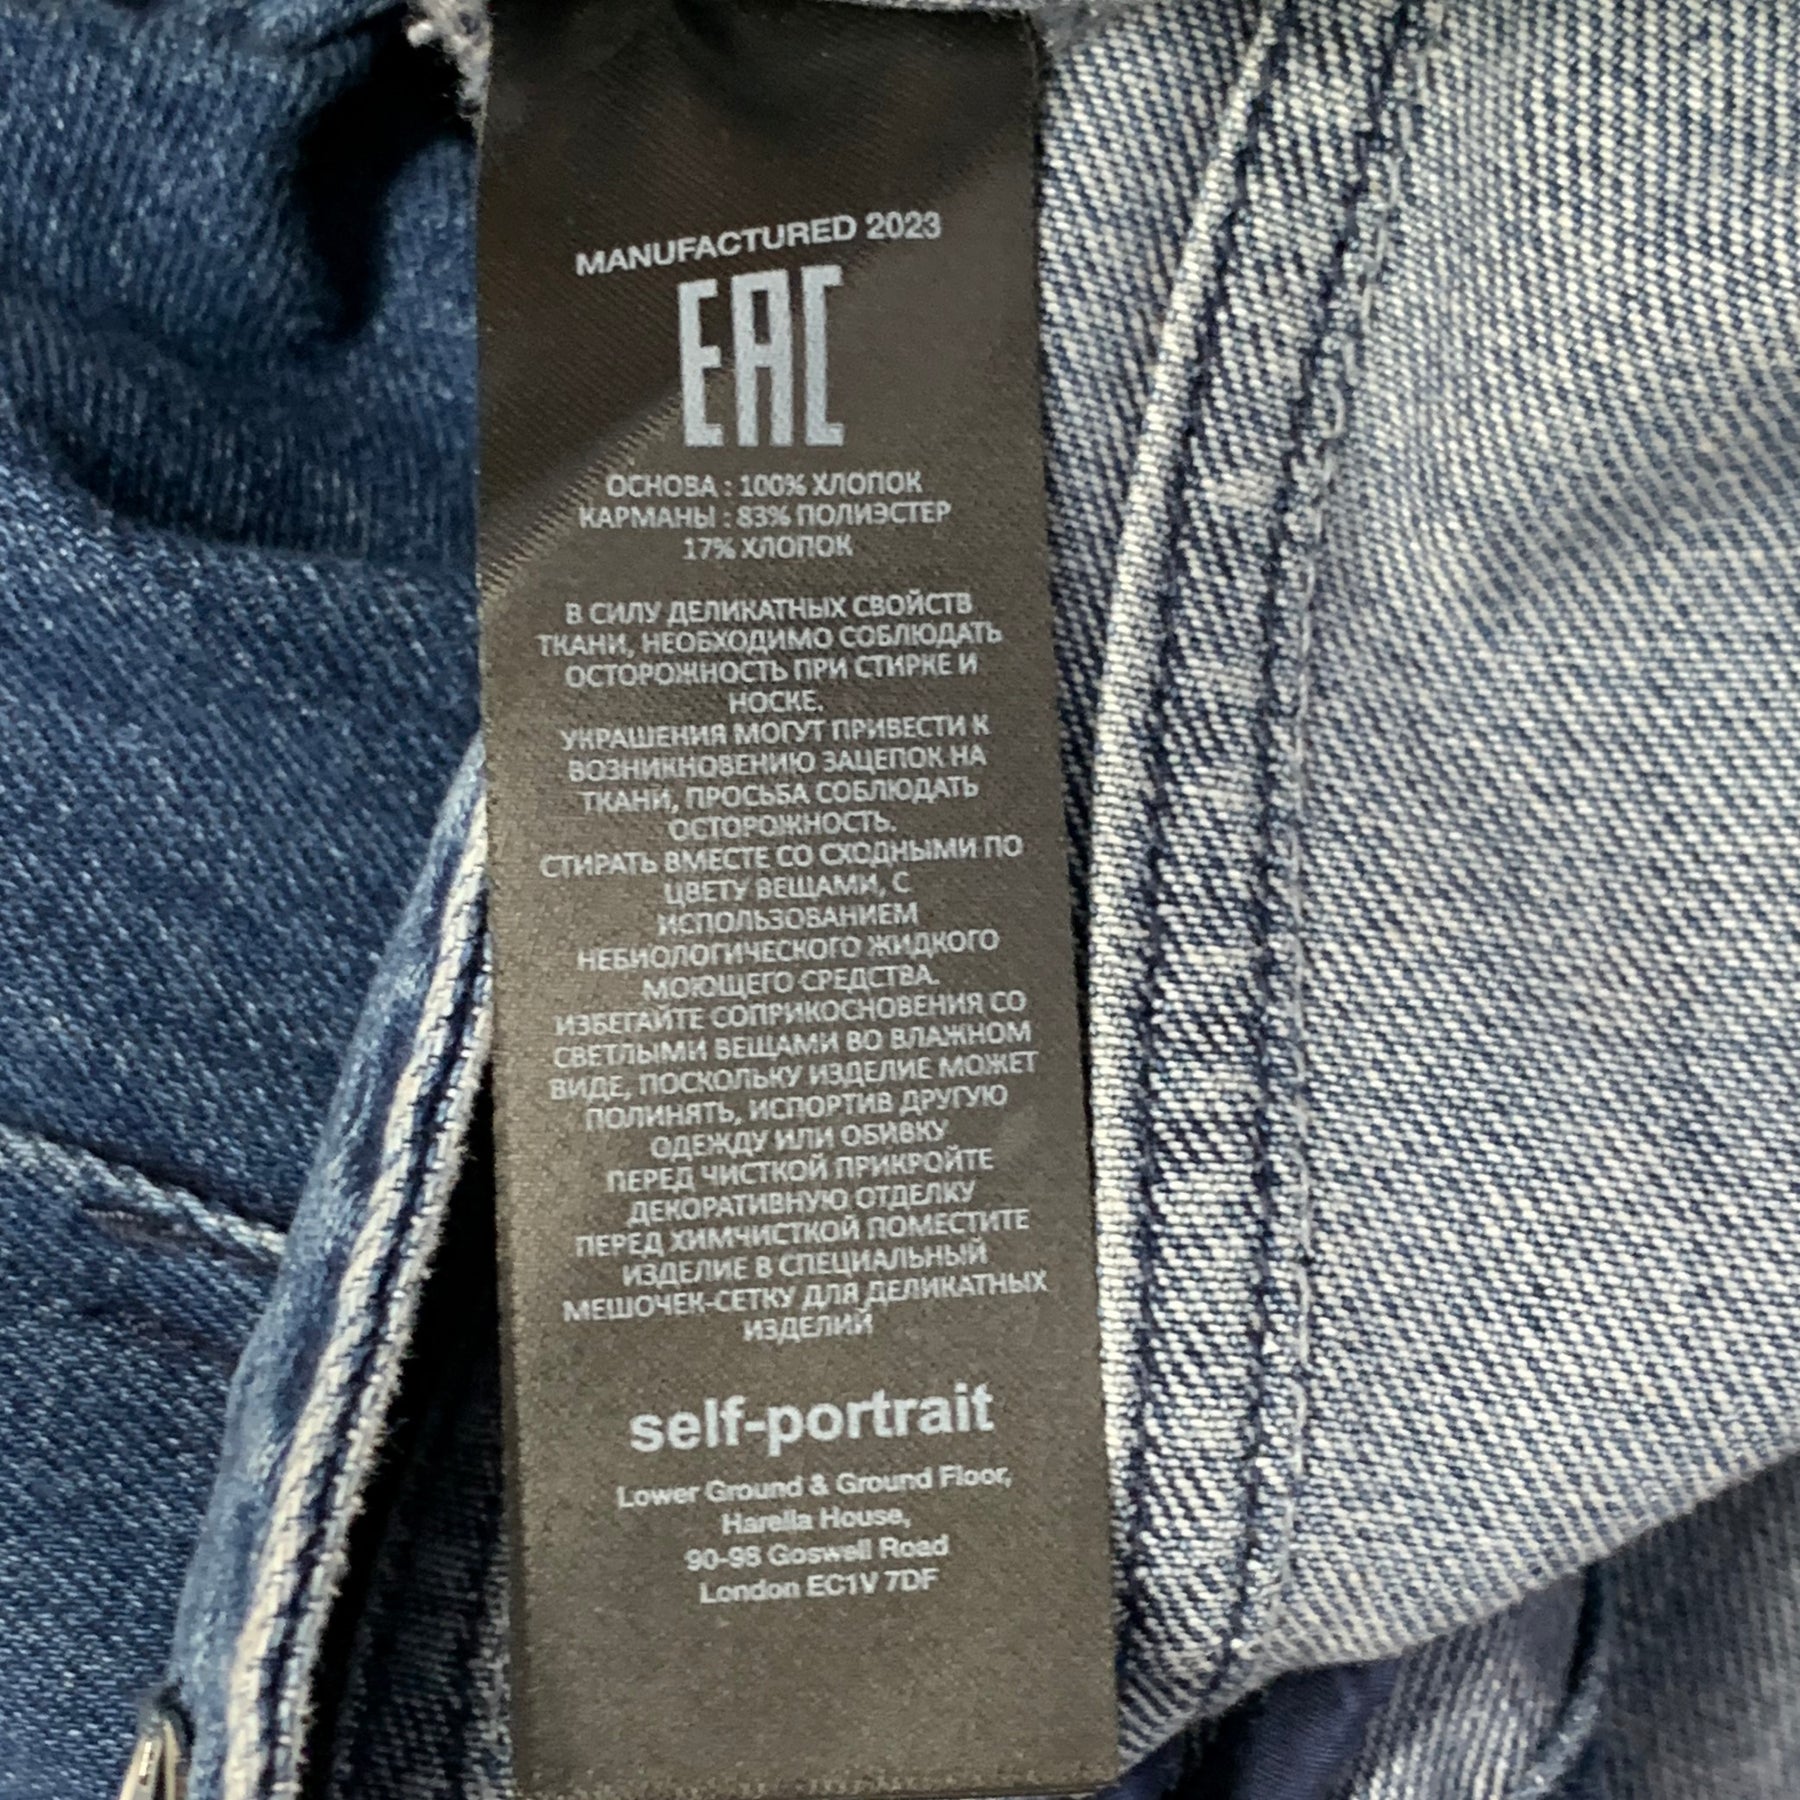 MANUFACTURED 2023
EAC
ОСНОВА : 100% ХЛОПОК
КАРМАНЫ : 83% ПОЛИЭСТЕР
17% ХЛОПОК
В СИЛУ ДЕЛИКАТНЫХ СВОЙСТВ
ТКАНИ, НЕОБХОДИМО СОБЛЮДАТЬ
ОСТОРОЖНОСТЬ ПРИ СТИРКЕ И
НОСКЕ.
УКРАШЕНИЯ МОГУТ ПРИВЕСТИ К
ВОЗНИКНОВЕНИЮ ЗАЦЕПОК НА
ТКАНИ, ПРОСЬБА СОБЛЮДАТЬ
ОСТОРОЖНОСТЬ.
СТИРАТЬ ВМЕСТЕ СО СХОДНЫМИ ПО
ЦВЕТУ ВЕЩАМИ, С
ИСПОЛЬЗОВАНИЕМ
НЕБИОЛОГИЧЕСКОГО ЖИДКОГО
МОЮЩЕГО СРЕДСТВА.
ИЗБЕГАЙТЕ СОПРИКОСНОВЕНИЯ СО
СВЕТЛЫМИ ВЕЩАМИ ВО ВЛАЖНОМ
ВИДЕ, ПОСКОЛЬКУ ИЗДЕЛИЕ МОЖЕТ
ПОЛИНЯТЬ, ИСПОРТИВ ДРУГУЮ
ОДЕЖДУ ИЛИ ОБИВКУ
ПЕРЕД ЧИСТКОЙ ПРИКРОЙТЕ
ДЕКОРАТИВНУЮ ОТДЕЛКУ
ПЕРЕД ХИМЧИСТКОЙ ПОМЕСТИТЕ
ИЗДЕЛИЕ В СПЕЦИАЛЬНЫЙ
МЕШОЧЕК-СЕТКУ ДЛЯ ДЕЛИКАТНЫХ
ИЗДЕЛИЙ
self-portrait
Lower Ground & Ground Floor,
Harella House,
90-98 Goswell Road
London EC1V 7DF